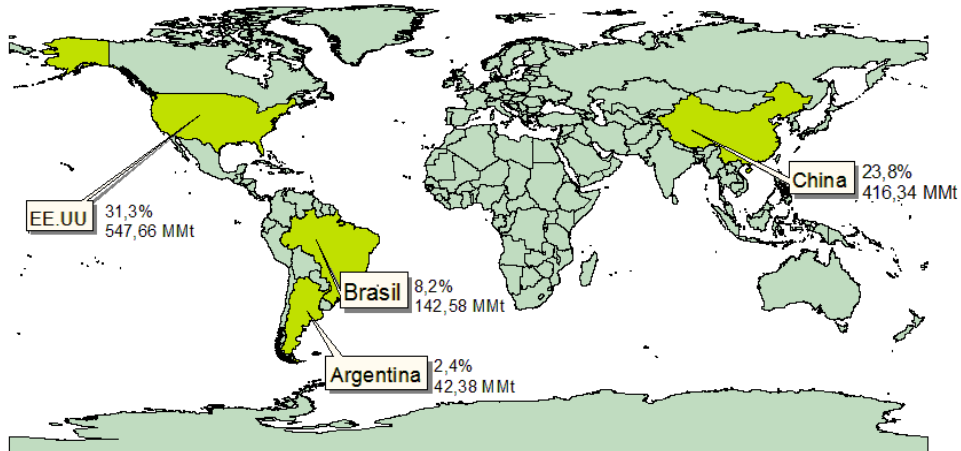 EE.UU
31,3%
547,66 MMt
China
23,8%
416,34 MMt
Brasil
8,2%
142,58 MMt
Argentina
2,4%
42,38 MMt